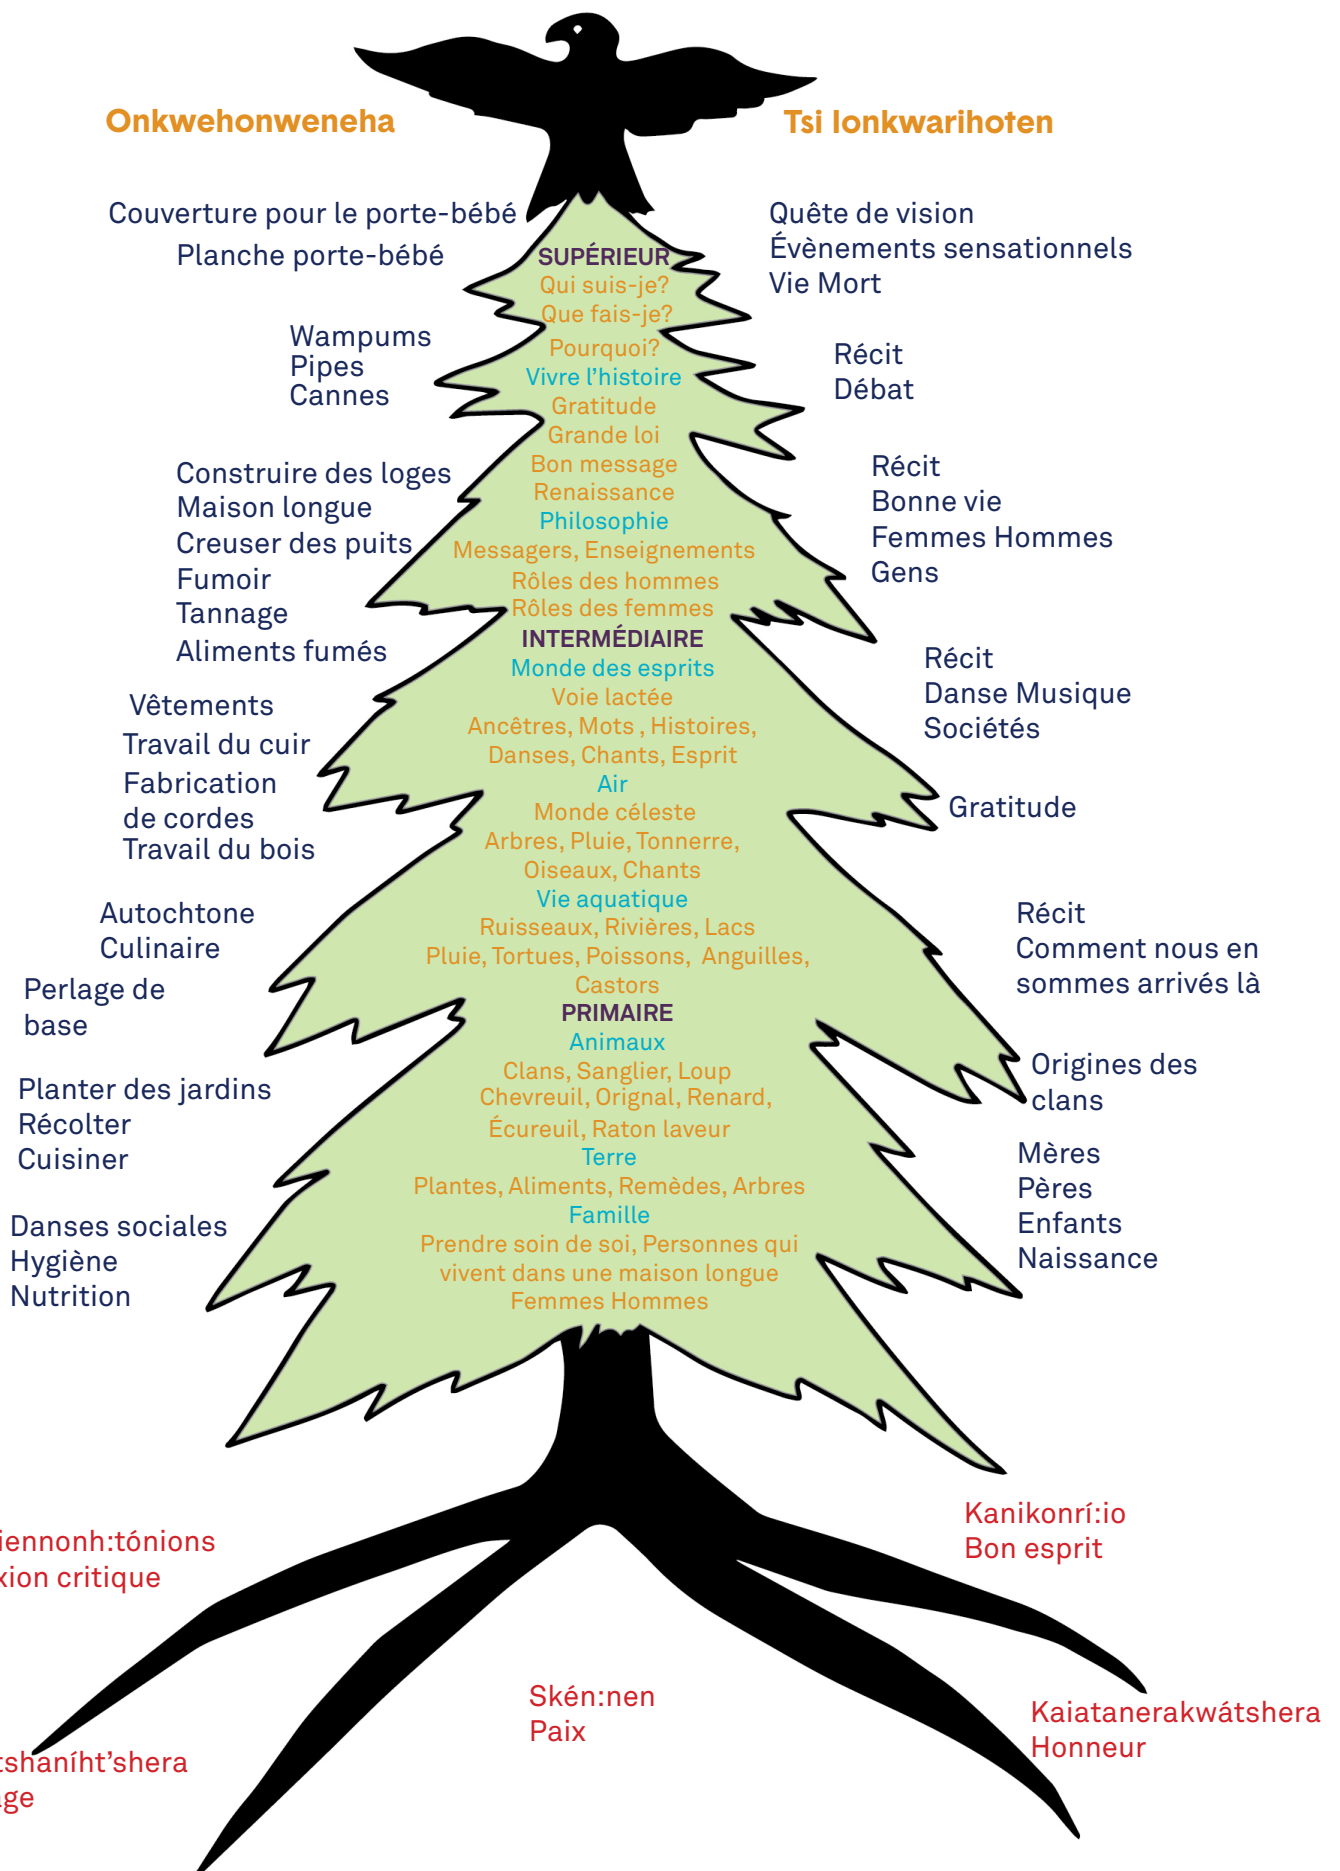 Onkwehonweneha
Tsi Ionkwarihoten
Couverture pour le porte-bébé
Planche porte-bébé
Wampums
Pipes
Cannes
Construire des loges
Maison longue
Creuser des puits
Fumoir
Tannage
Aliments fumés
Vêtements
Travail du cuir
Fabrication
de cordes
Travail du bois
Autochtone
Culinaire
Perlage de
base
Planter des jardins
Récolter
Cuisiner
Danses sociales
Hygiène
Nutrition
SUPÉRIEUR
Qui suis-je?
Que fais-je?
Pourquoi?
Vivre l’histoire
Gratitude
Grande loi
Bon message
Renaissance
Philosophie
Messagers, Enseignements
Rôles des hommes
Rôles des femmes
INTERMÉDIAIRE
Monde des esprits
Voie lactée
Ancêtres, Mots , Histoires,
Danses, Chants, Esprit
Air
Monde céleste
Arbres, Pluie, Tonnerre,
Oiseaux, Chants
Vie aquatique
Ruisseaux, Rivières, Lacs
Pluie, Tortues, Poissons, Anguilles,
Castors
PRIMAIRE
Animaux
Clans, Sanglier, Loup
Chevreuil, Orignal, Renard,
Écureuil, Raton laveur
Terre
Plantes, Aliments, Remèdes, Arbres
Famille
Prendre soin de soi, Personnes qui
vivent dans une maison longue
Femmes Hommes
Quête de vision
Évènements sensationnels
Vie Mort
Récit
Débat
Récit
Bonne vie
Femmes Hommes
Gens
Récit
Danse Musique
Sociétés
Gratitude
Récit
Comment nous en
sommes arrivés là
Origines des
clans
Mères
Pères
Enfants
Naissance
iennonh:tónions
xion critique
Kanikonrí:io
Bon esprit
tshaníht’shera
Skén:nen
Paix
Kaiatanerakwátshera
Honneur